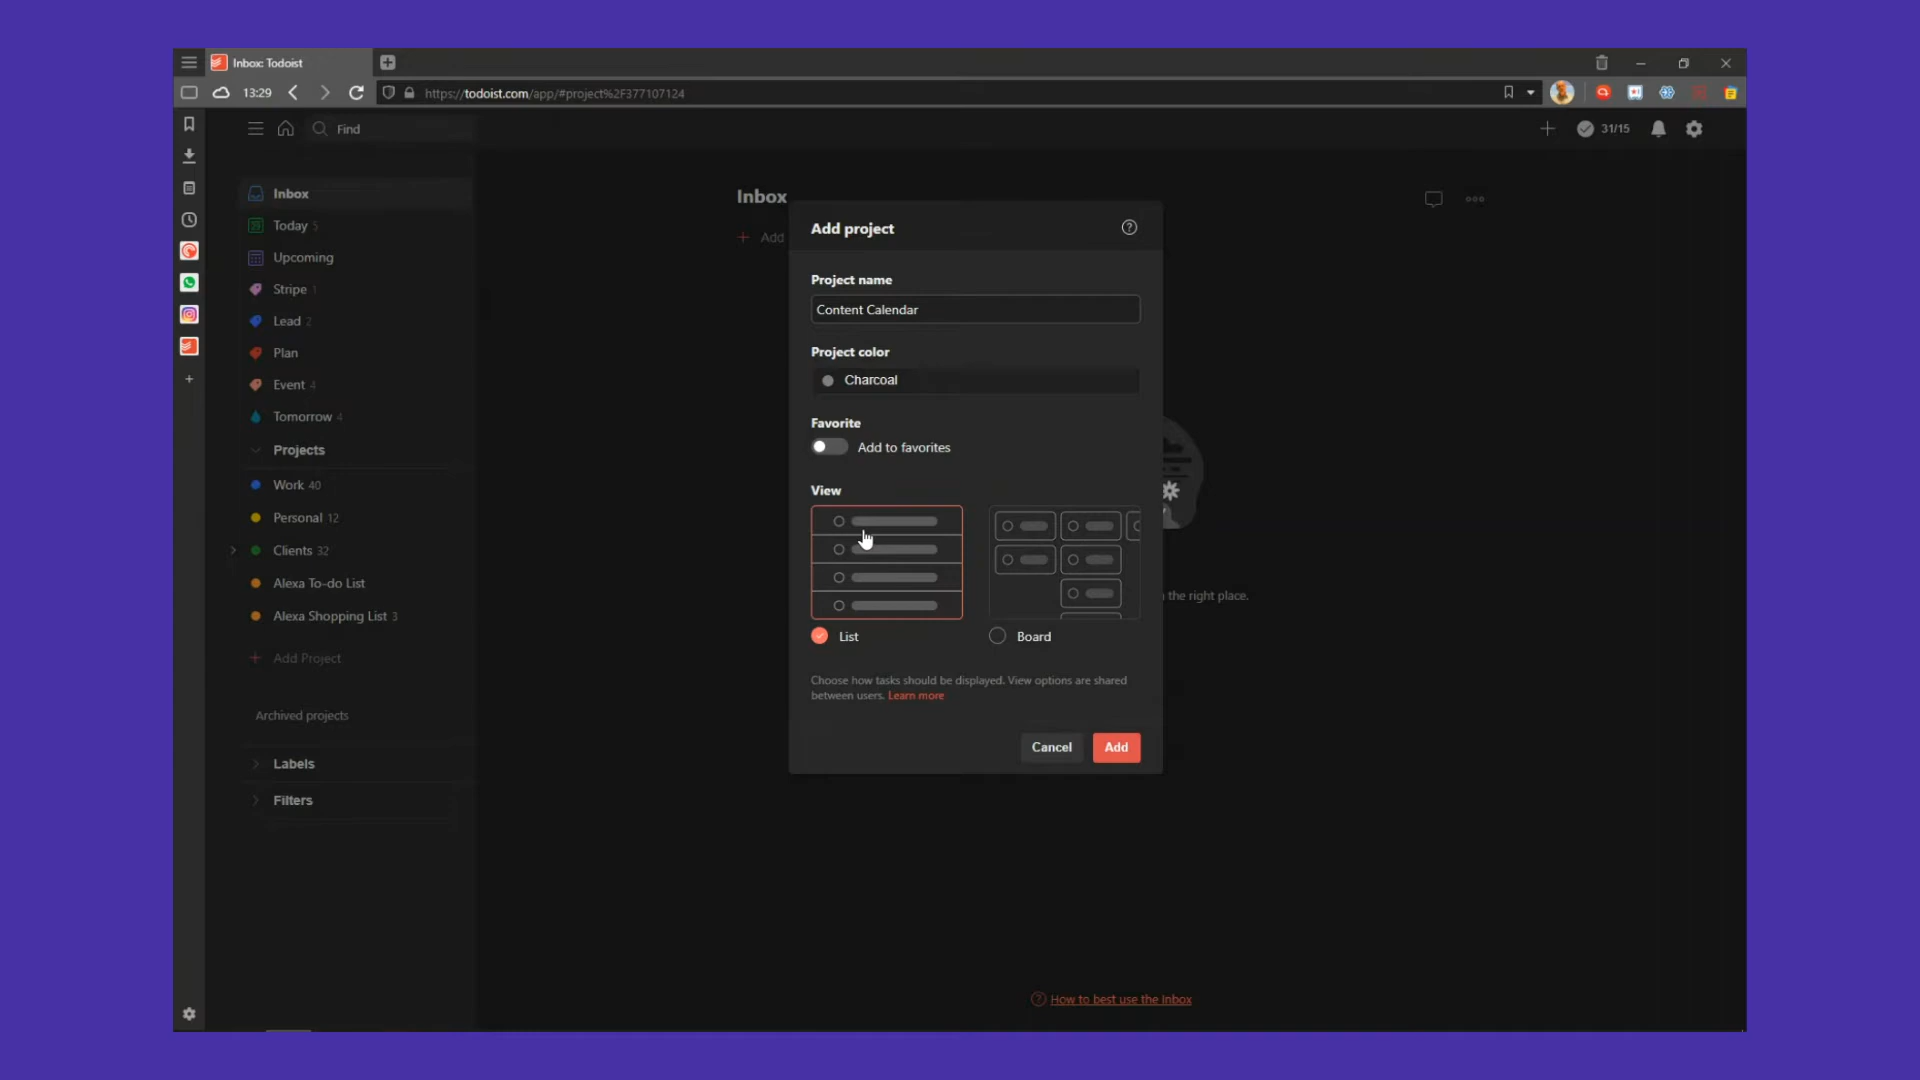 Inbox: Todoist
13:29
https://todoist.com/app/#project%2F377107124
Find
31/15
Inbox
Today 5
Upcoming
Stripe 1
Lead 2
Plan
Event 4
Tomorrow 4
Projects
Work 40
Personal 12
Clients 32
Alexa To-do List
Alexa Shopping List 3
Add Project
Archived projects
Labels
Filters
Inbox
Add
Add project
Project name
Content Calendar
Project color
Charcoal
Favorite
Add to favorites
View
List
Board
Choose how tasks should be displayed. View options are shared
between users. Learn more
Cancel
Add
the right place.
How to best use the Inbox